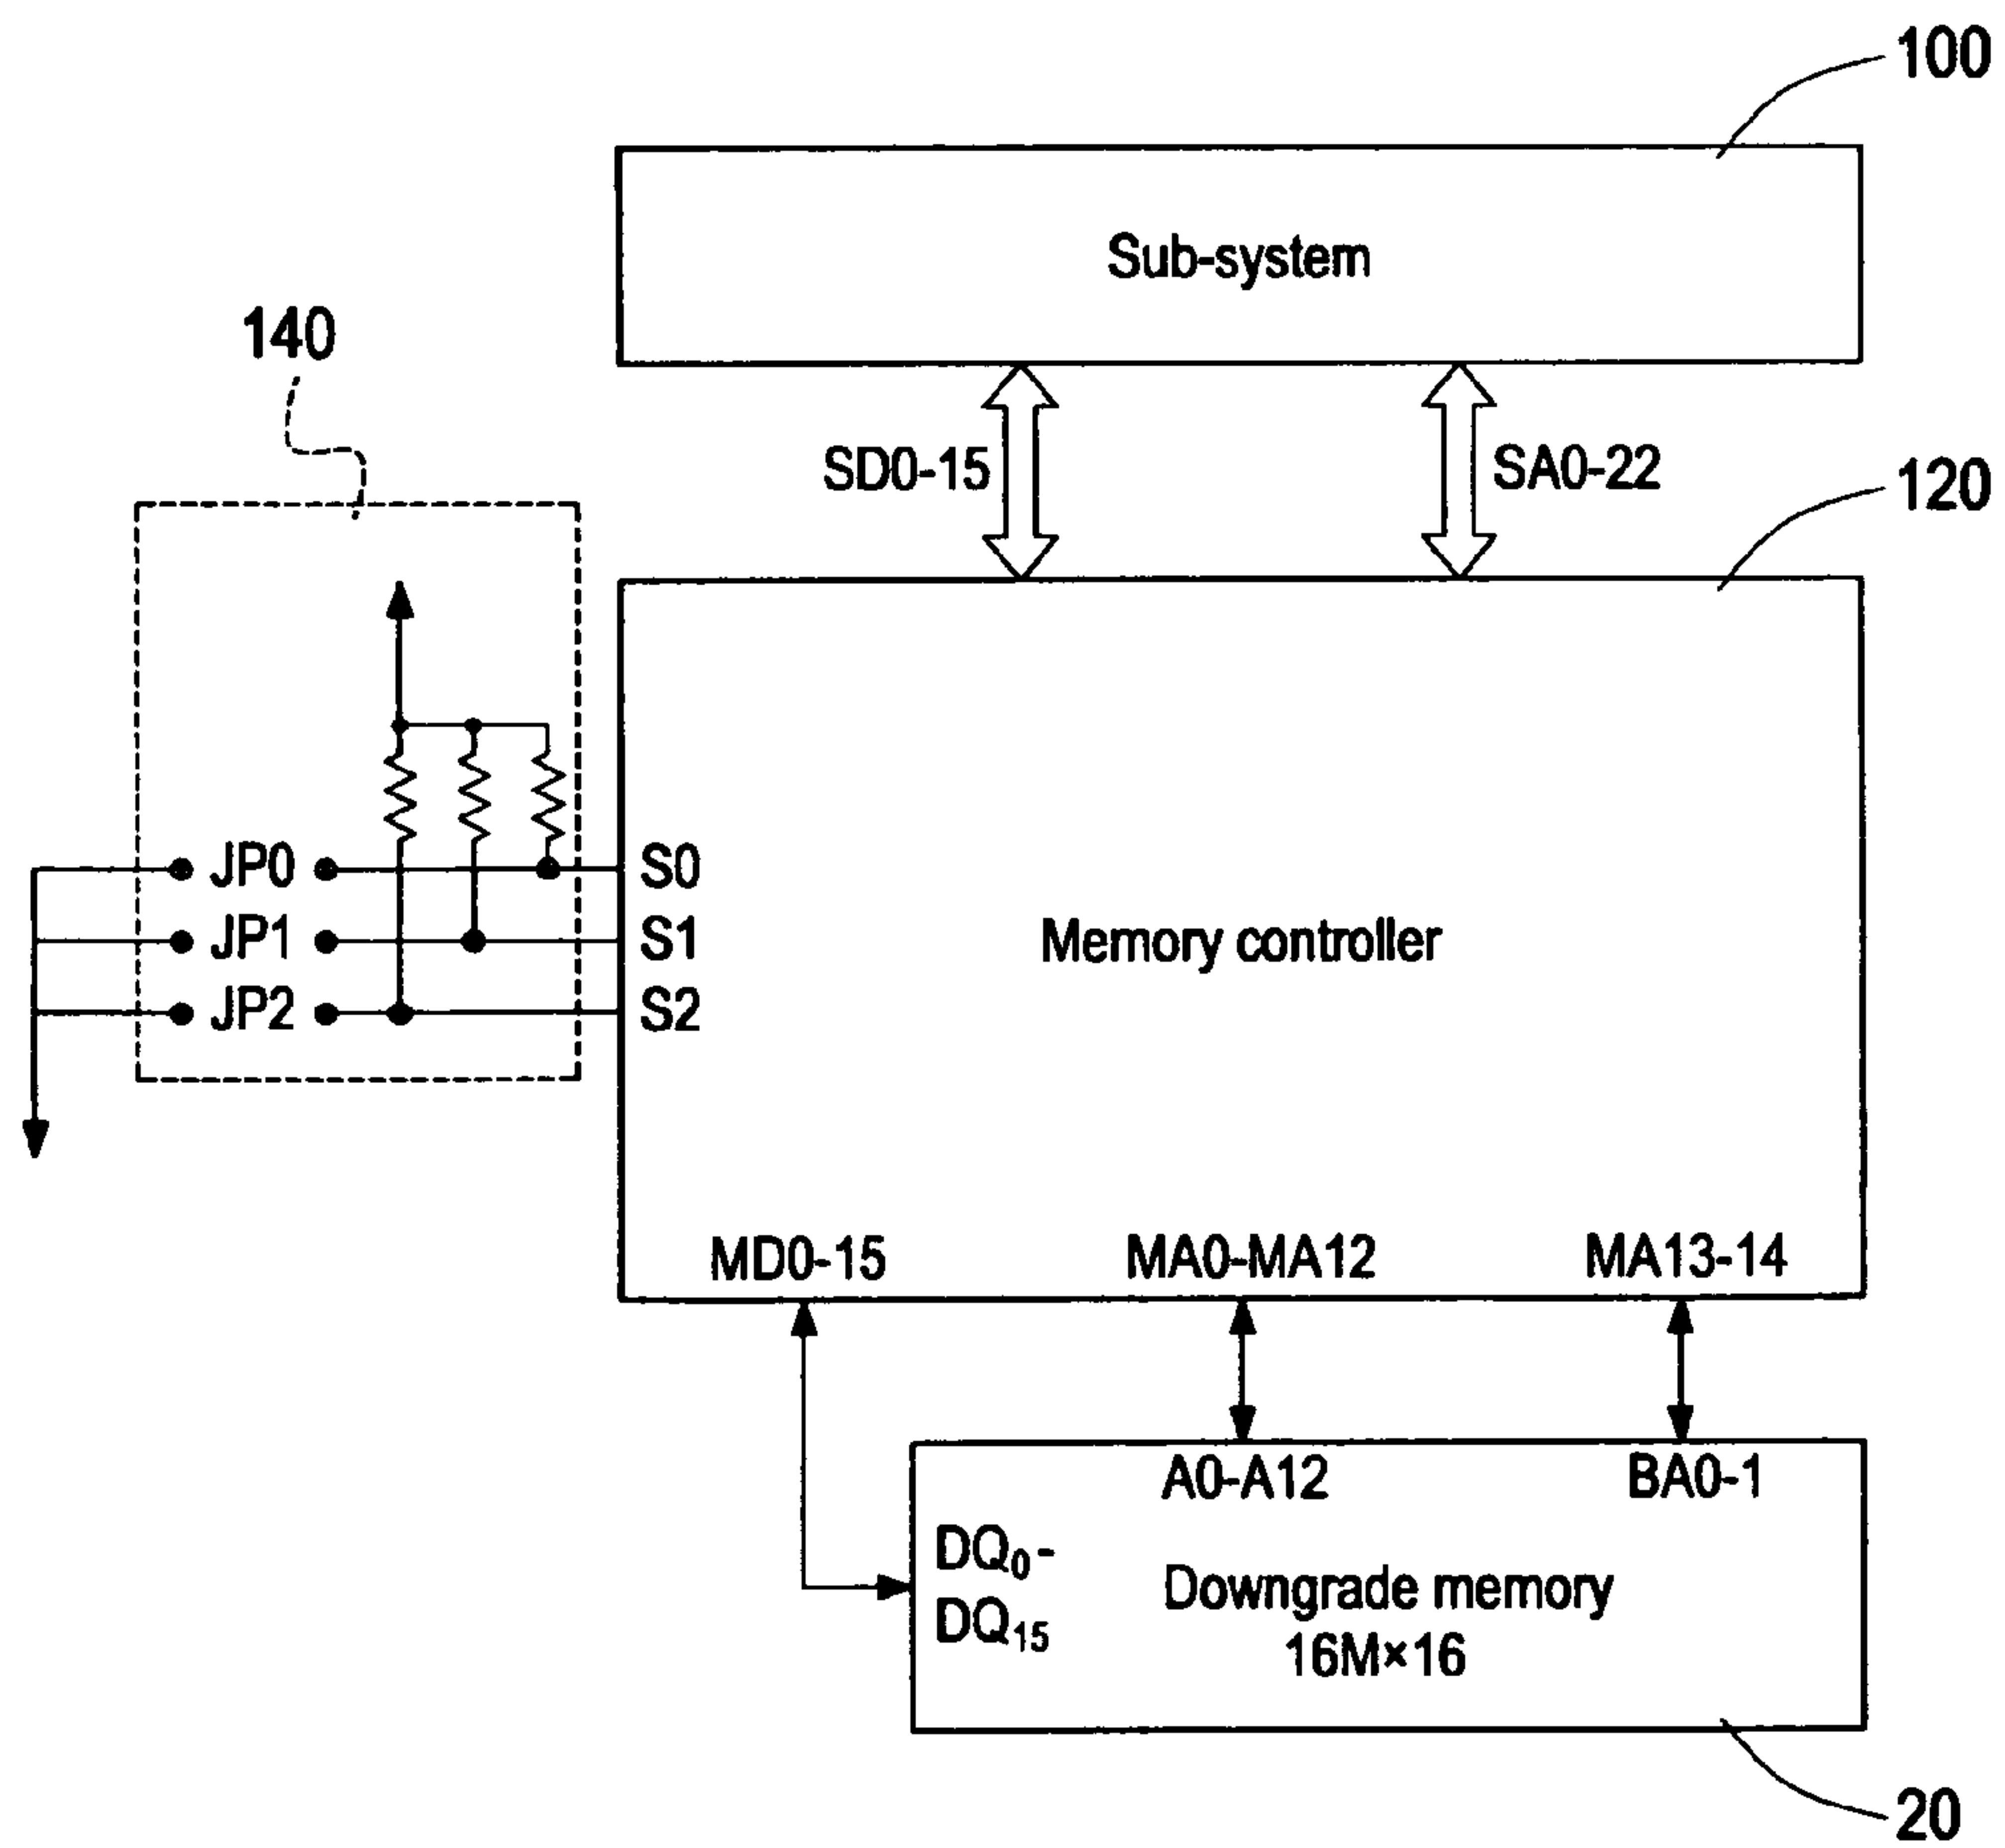 100
Sub-system
140
SD0-15
SA0-22
120
JP0
S0
JP1
S1
Memory controller
JP2
S2
MD0-15
MA0-MA12
MA13-14
A0-A12
BA0-1
DQ₀-
DQ₁₅
Downgrade memory
16M×16
20